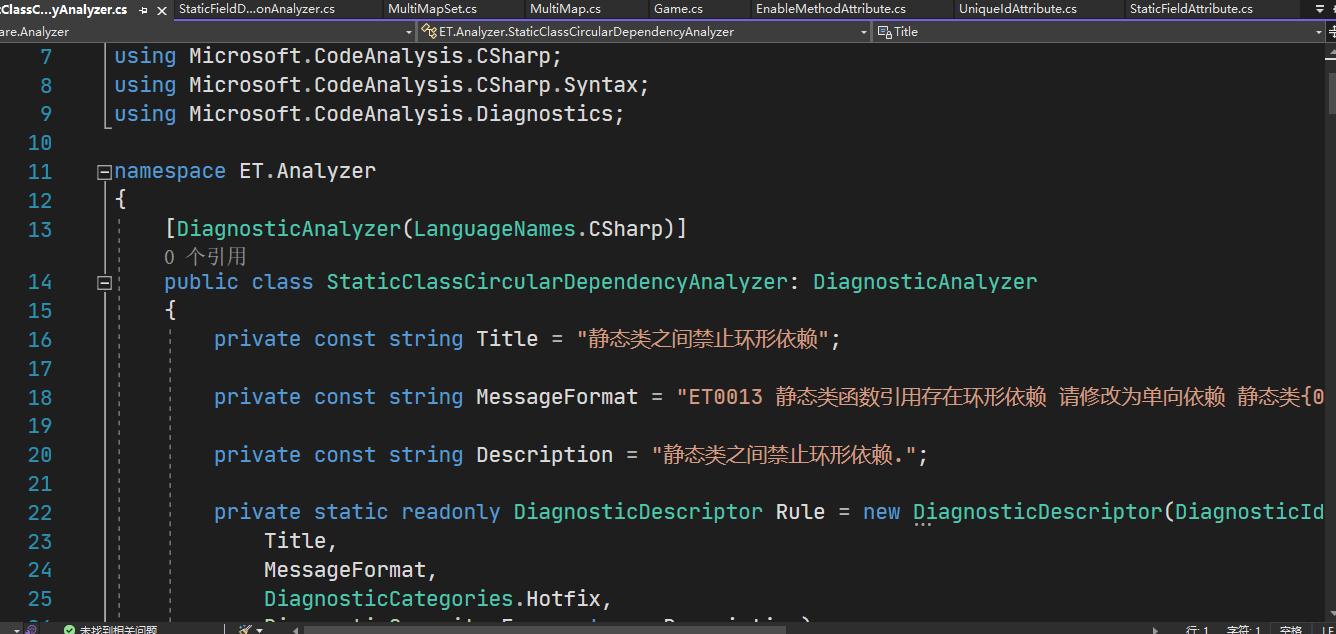 ClassC...yAnalyzer.cs StaticFieldD...onAnalyzer.cs MultiMapSet.cs MultiMap.cs Game.cs EnableMethodAttribute.cs UniqueIdAttribute.cs StaticFieldAttribute.cs
are.Analyzer ET.Analyzer.StaticClassCircularDependencyAnalyzer Title
7 using Microsoft.CodeAnalysis.CSharp;
8 using Microsoft.CodeAnalysis.CSharp.Syntax;
9 using Microsoft.CodeAnalysis.Diagnostics;
10
11 namespace ET.Analyzer
12 {
13 [DiagnosticAnalyzer(LanguageNames.CSharp)]
0 个引用
14 public class StaticClassCircularDependencyAnalyzer: DiagnosticAnalyzer
15 {
16 private const string Title = "静态类之间禁止环形依赖";
17
18 private const string MessageFormat = "ET0013 静态类函数引用存在环形依赖 请修改为单向依赖 静态类{0
19
20 private const string Description = "静态类之间禁止环形依赖.";
21
22 private static readonly DiagnosticDescriptor Rule = new DiagnosticDescriptor(DiagnosticId
23 Title,
24 MessageFormat,
25 DiagnosticCategories.Hotfix,
未找到相关问题 行: 1 字符: 1 空格 LF